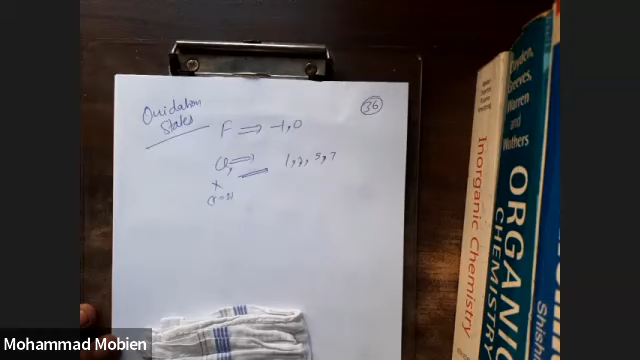 Oxidation
States
36
F ⟹ -1, 0
Cl, ⟹ 1, 3, 5, 7
X
Inorganic Chemistry
Clayden,
Greeves,
Warren
and
Wothers
ORGANIC
CHEMISTRY
Mohammad Mobien